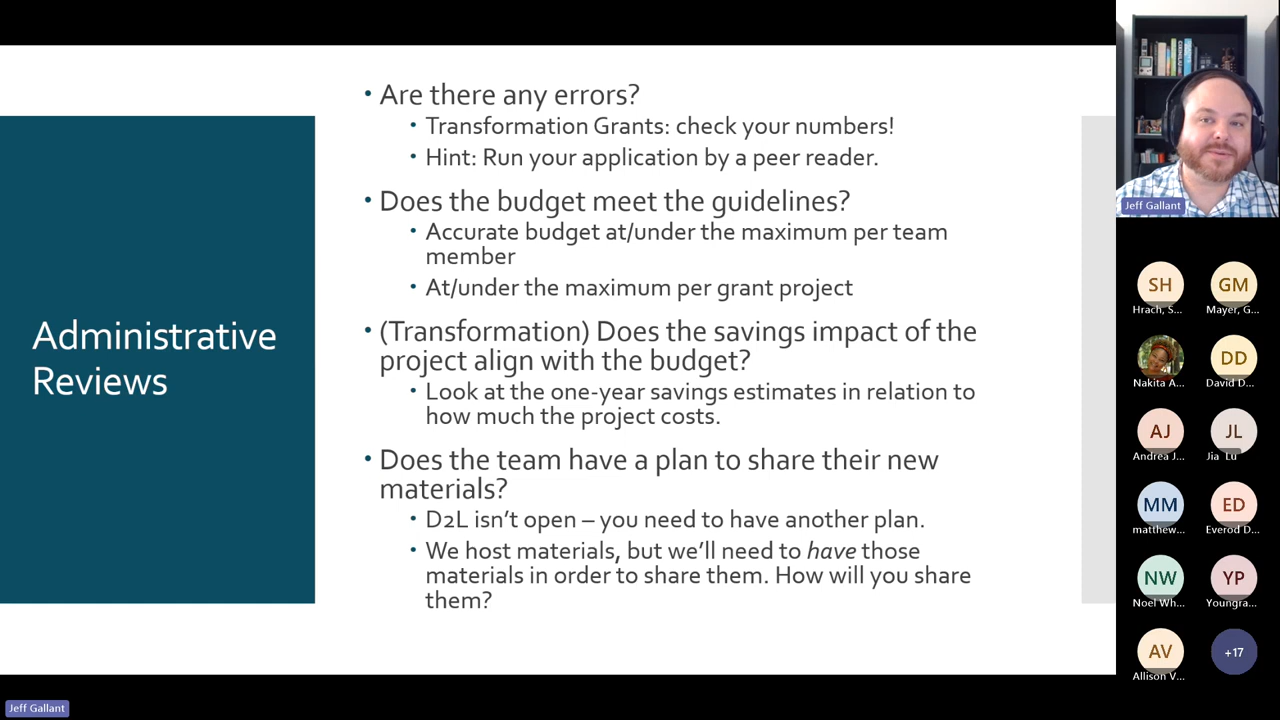 Administrative
Reviews
• Are there any errors?
• Transformation Grants: check your numbers!
• Hint: Run your application by a peer reader.
• Does the budget meet the guidelines?
• Accurate budget at/under the maximum per team
member
• At/under the maximum per grant project
• (Transformation) Does the savings impact of the
project align with the budget?
• Look at the one-year savings estimates in relation to
how much the project costs.
• Does the team have a plan to share their new
materials?
• D2L isn’t open – you need to have another plan.
• We host materials, but we’ll need to have those
materials in order to share them. How will you share
them?
Jeff Gallant
SH
Hrach, S...
GM
Mayer, G...
Nakita A...
DD
David D...
AJ
Andrea J...
JL
Jia Lu
MM
matthew...
ED
Everod D...
NW
Noel Wh...
YP
Youngra...
AV
Allison V...
+17
Jeff Gallant